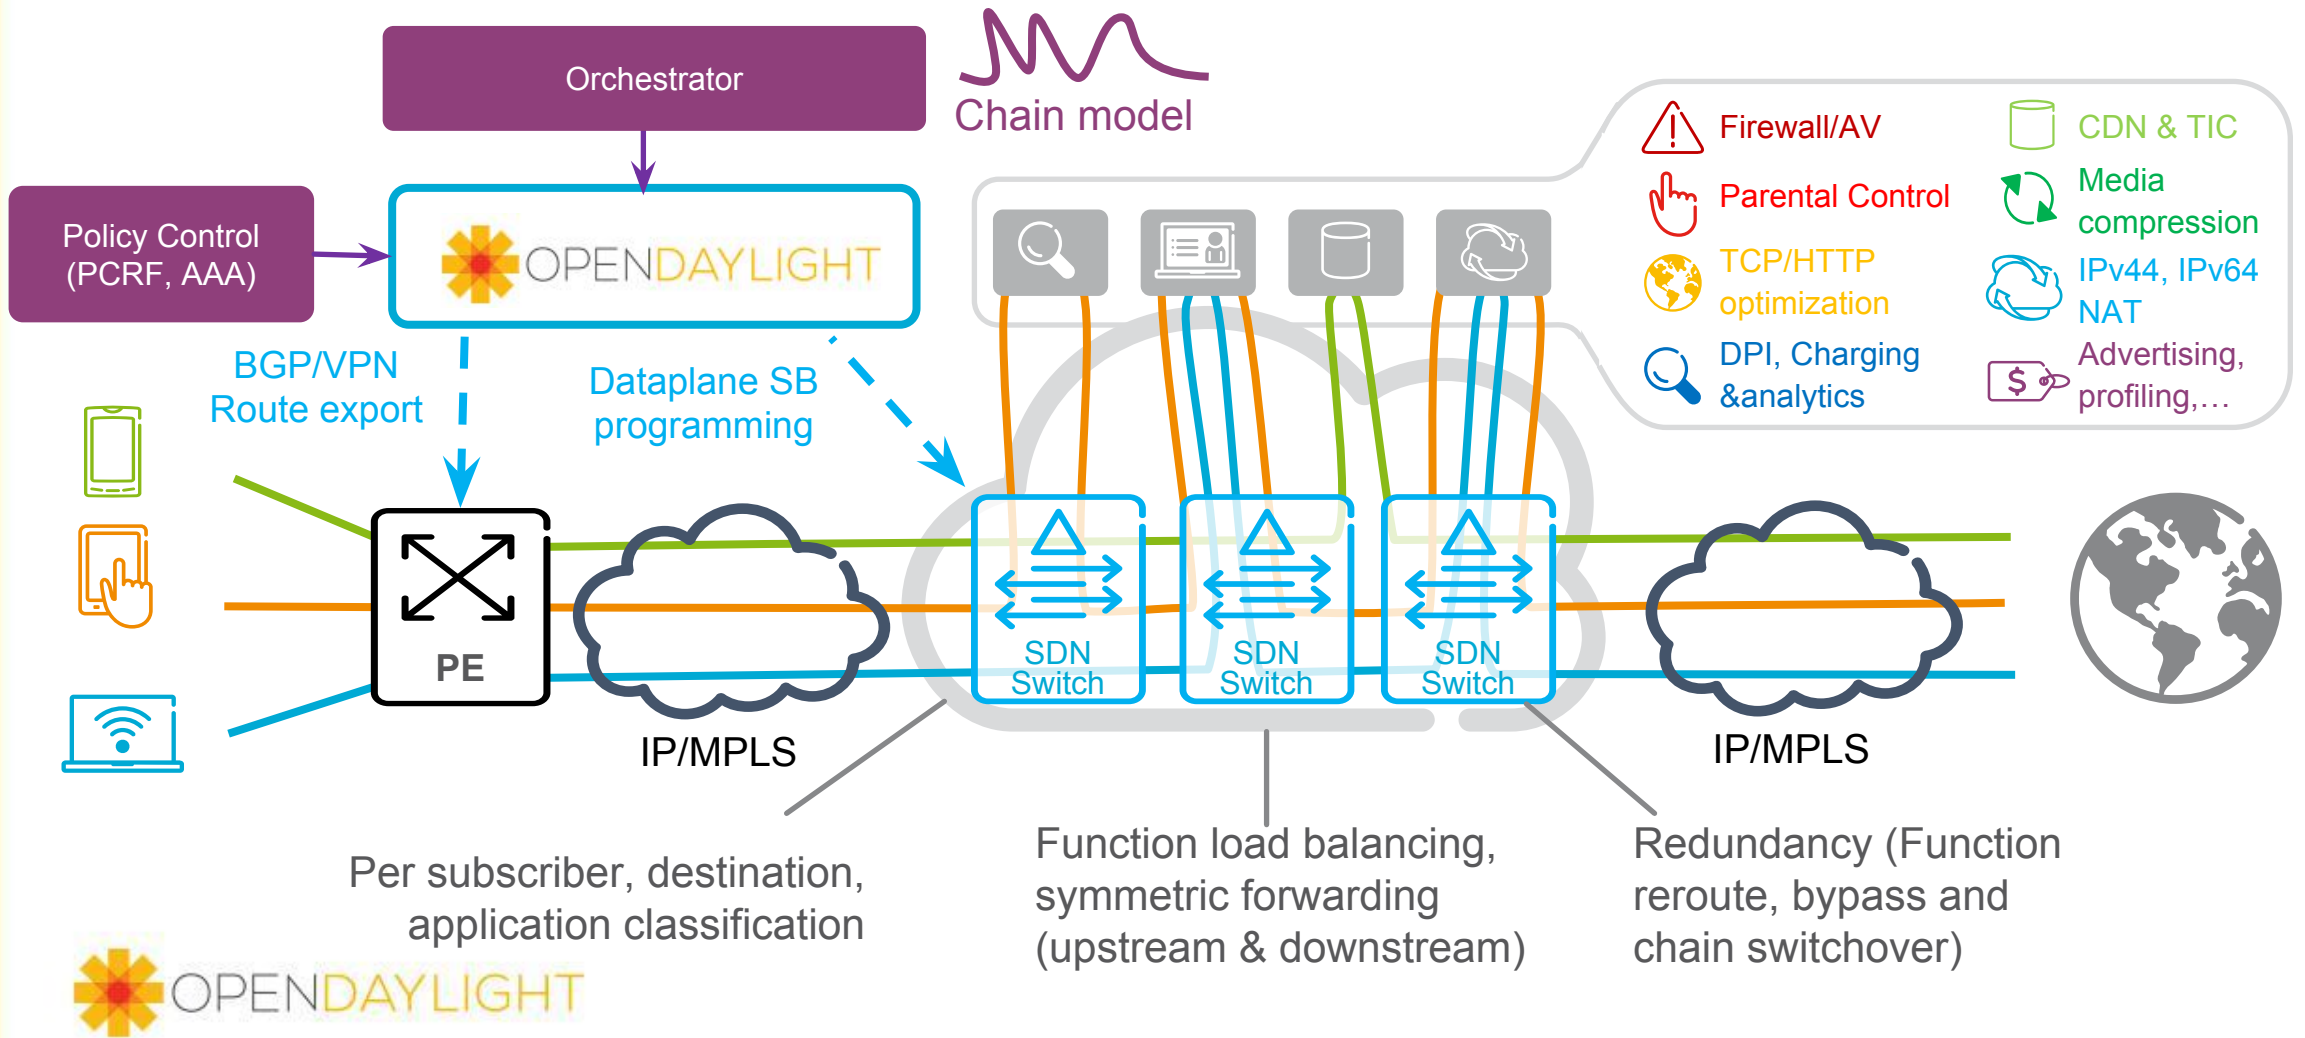 Orchestrator
Chain model
Policy Control
(PCRF, AAA)
OPENDAYLIGHT
Firewall/AV
Parental Control
TCP/HTTP
optimization
DPI, Charging
&analytics
CDN & TIC
Media
compression
IPv44, IPv64
NAT
Advertising,
profiling,...
BGP/VPN
Route export
Dataplane SB
programming
PE
IP/MPLS
SDN
Switch
SDN
Switch
SDN
Switch
IP/MPLS
Per subscriber, destination,
application classification
Function load balancing,
symmetric forwarding
(upstream & downstream)
Redundancy (Function
reroute, bypass and
chain switchover)
OPENDAYLIGHT